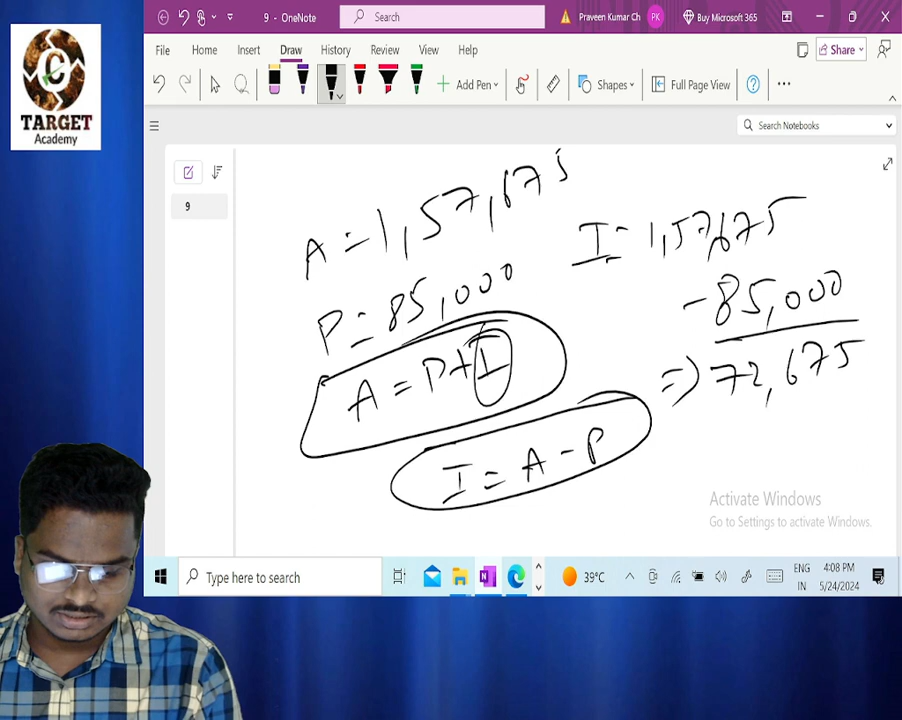 9 - OneNote
Search
Praveen Kumar Ch
PK
Buy Microsoft 365
File
Home
Insert
Draw
History
Review
View
Help
Share
Add Pen
Shapes
Full Page View
Search Notebooks
9
TARGET
Academy
A = 1,57,675
P = 85,000
A = P+I
I = A - P
I = 1,57,675
- 85,000
=> 72,675
Activate Windows
Go to Settings to activate Windows.
Type here to search
39°C
ENG
IN
4:08 PM
5/24/2024